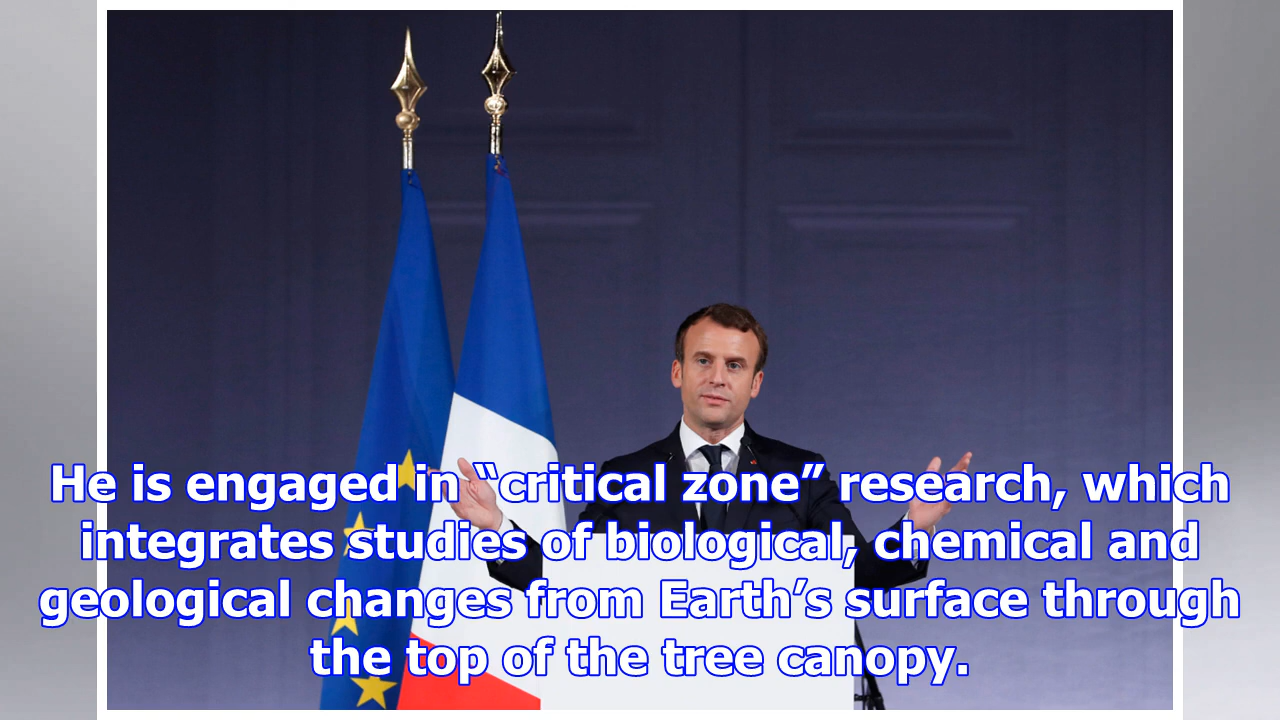 He is engaged in “critical zone” research, which
integrates studies of biological, chemical and
geological changes from Earth’s surface through
the top of the tree canopy.